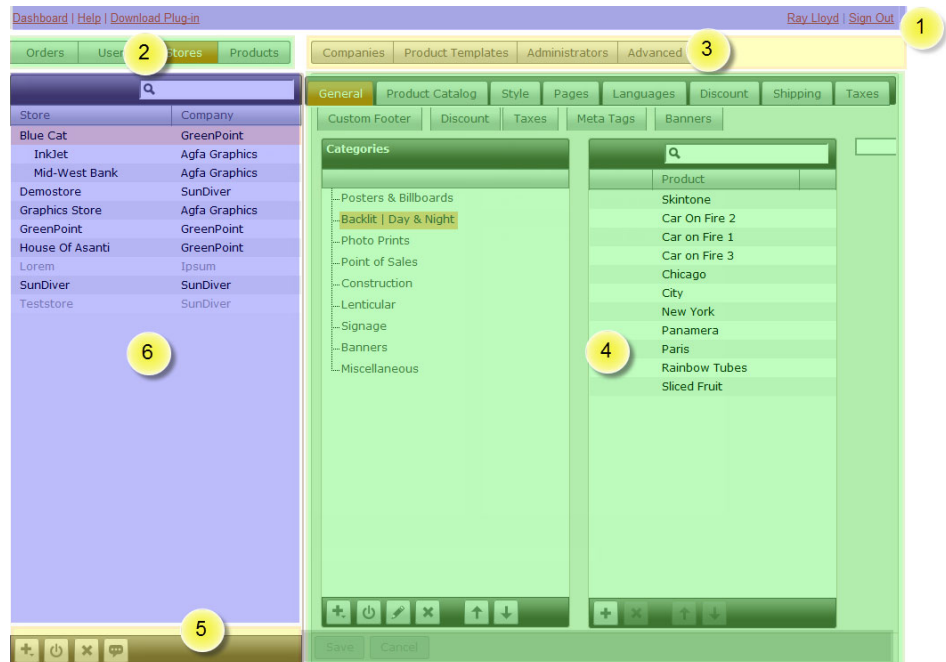 Dashboard | Help | Download Plug-in Ray Lloyd | Sign Out
1
Orders User Stores Products
2
Companies Product Templates Administrators Advanced
3
General Product Catalog Style Pages Languages Discount Shipping Taxes
Custom Footer Discount Taxes Meta Tags Banners
Store Company
Blue Cat GreenPoint
InkJet Agfa Graphics
Mid-West Bank Agfa Graphics
Demostore SunDiver
Graphics Store Agfa Graphics
GreenPoint GreenPoint
House Of Asanti GreenPoint
Lorem Ipsum
SunDiver SunDiver
Teststore SunDiver
6
Categories
Posters & Billboards
Backlit | Day & Night
Photo Prints
Point of Sales
Construction
Lenticular
Signage
Banners
Miscellaneous
Product
Skintone
Car On Fire 2
Car on Fire 1
Car on Fire 3
Chicago
City
New York
Panamera
Paris
Rainbow Tubes
Sliced Fruit
4
5
Save Cancel